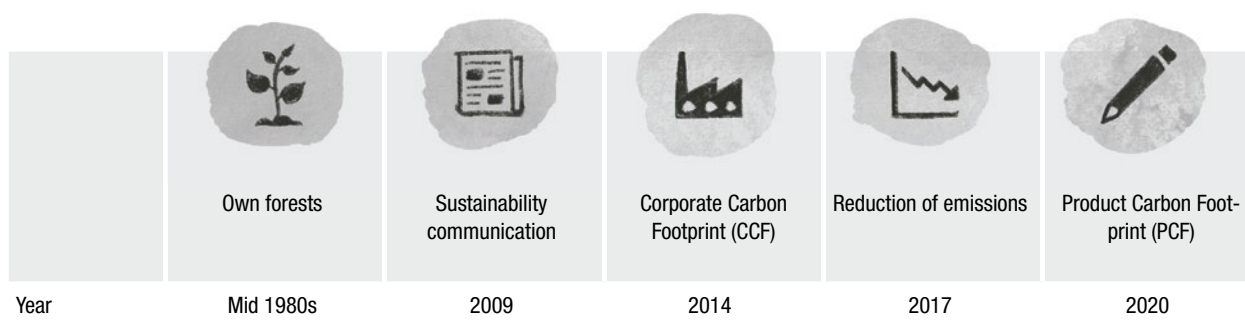 Own forests
Sustainability
communication
Corporate Carbon
Footprint (CCF)
Reduction of emissions
Product Carbon Foot-
print (PCF)
Year
Mid 1980s
2009
2014
2017
2020